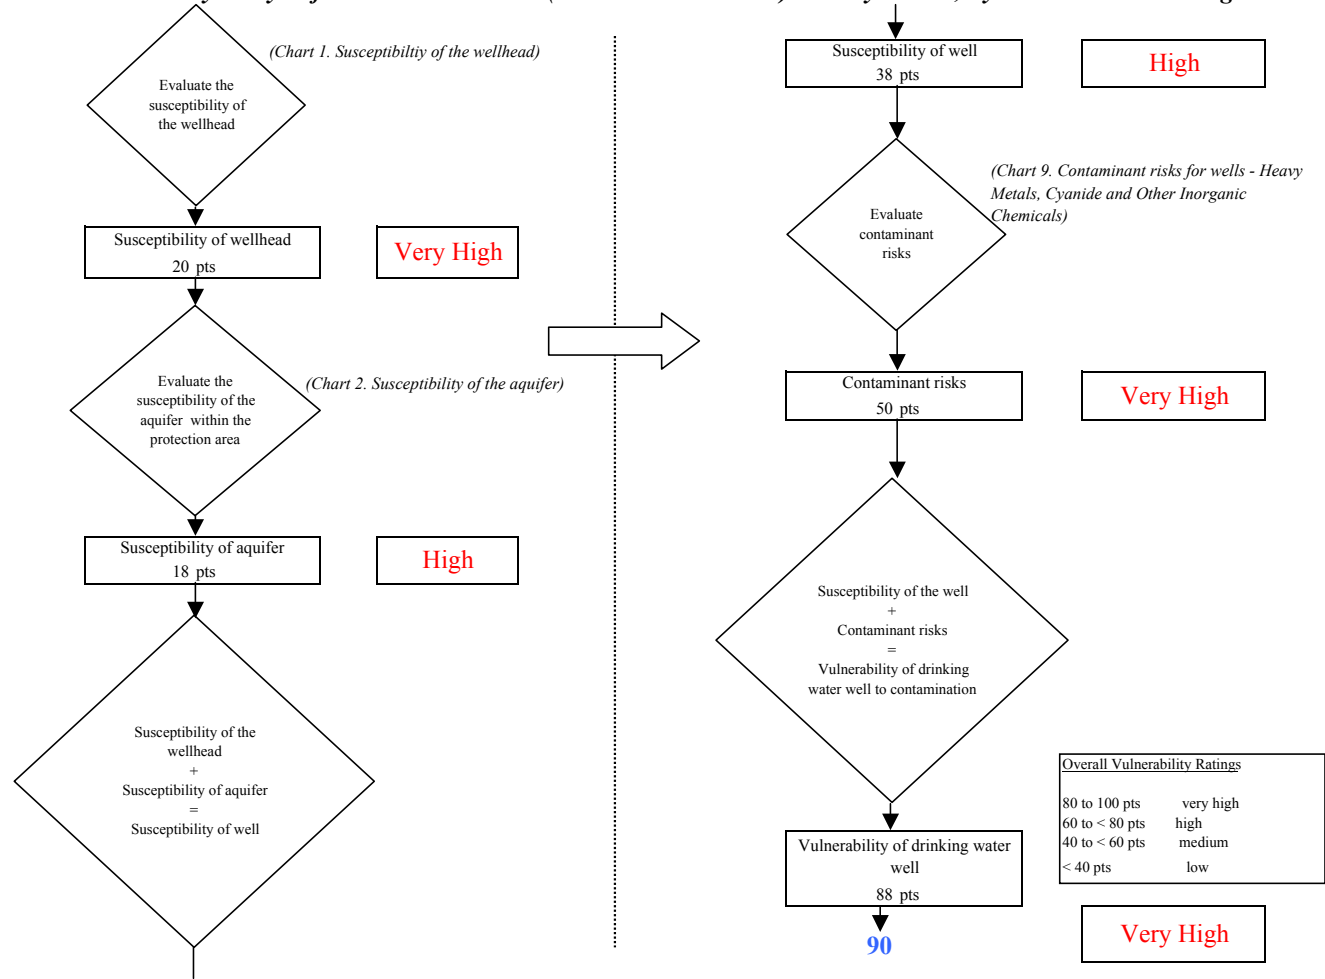 (Chart 1. Susceptibiltiy of the wellhead)
Evaluate the
susceptibility of
the wellhead
Susceptibility of wellhead
20 pts
Very High
Evaluate the
susceptibility of the
aquifer within the
protection area
(Chart 2. Susceptibility of the aquifer)
Susceptibility of aquifer
18 pts
High
Susceptibility of the
wellhead
+
Susceptibility of aquifer
=
Susceptibility of well
Susceptibility of well
38 pts
High
(Chart 9. Contaminant risks for wells - Heavy
Metals, Cyanide and Other Inorganic
Chemicals)
Evaluate
contaminant
risks
Contaminant risks
50 pts
Very High
Susceptibility of the well
+
Contaminant risks
=
Vulnerability of drinking
water well to contamination
Overall Vulnerability Ratings
80 to 100 pts very high
60 to < 80 pts high
40 to < 60 pts medium
< 40 pts low
Vulnerability of drinking water
well
88 pts
90
Very High